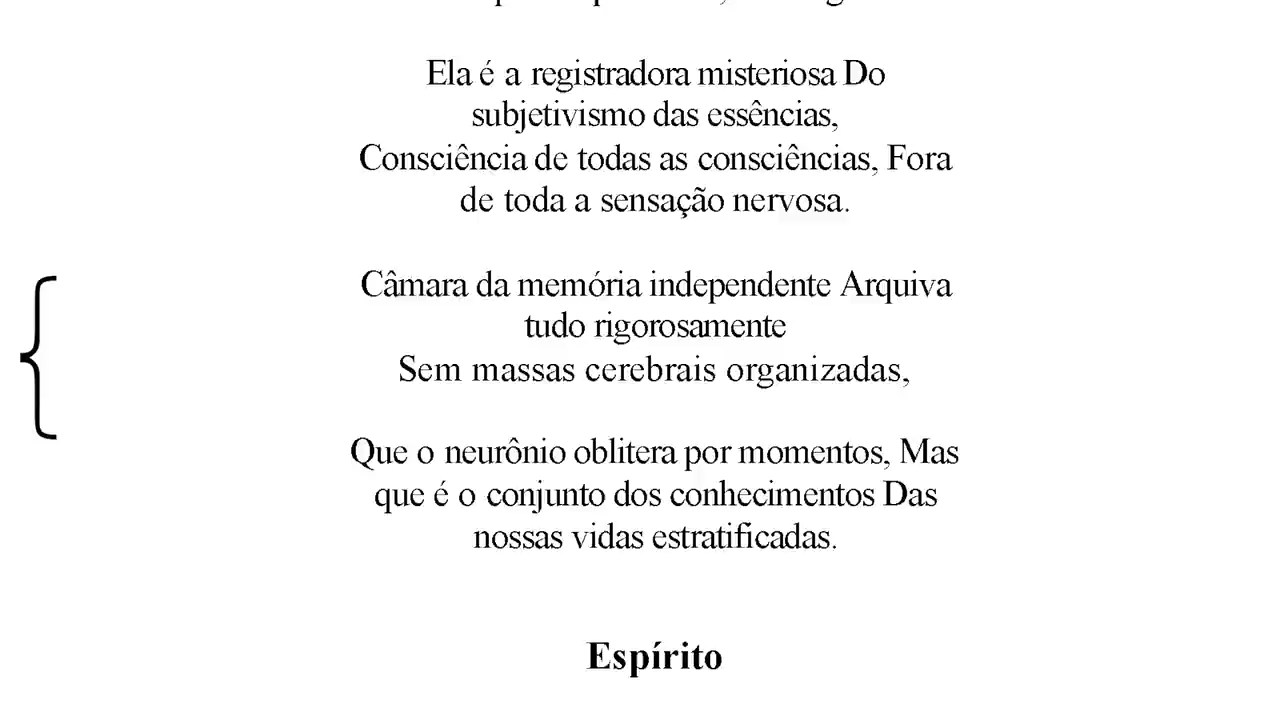 Ela é a registradora misteriosa Do
subjetivismo das essências,
Consciência de todas as consciências, Fora
de toda a sensação nervosa.
Câmara da memória independente Arquiva
tudo rigorosamente
Sem massas cerebrais organizadas,
Que o neurônio oblitera por momentos, Mas
que é o conjunto dos conhecimentos Das
nossas vidas estratificadas.
Espírito